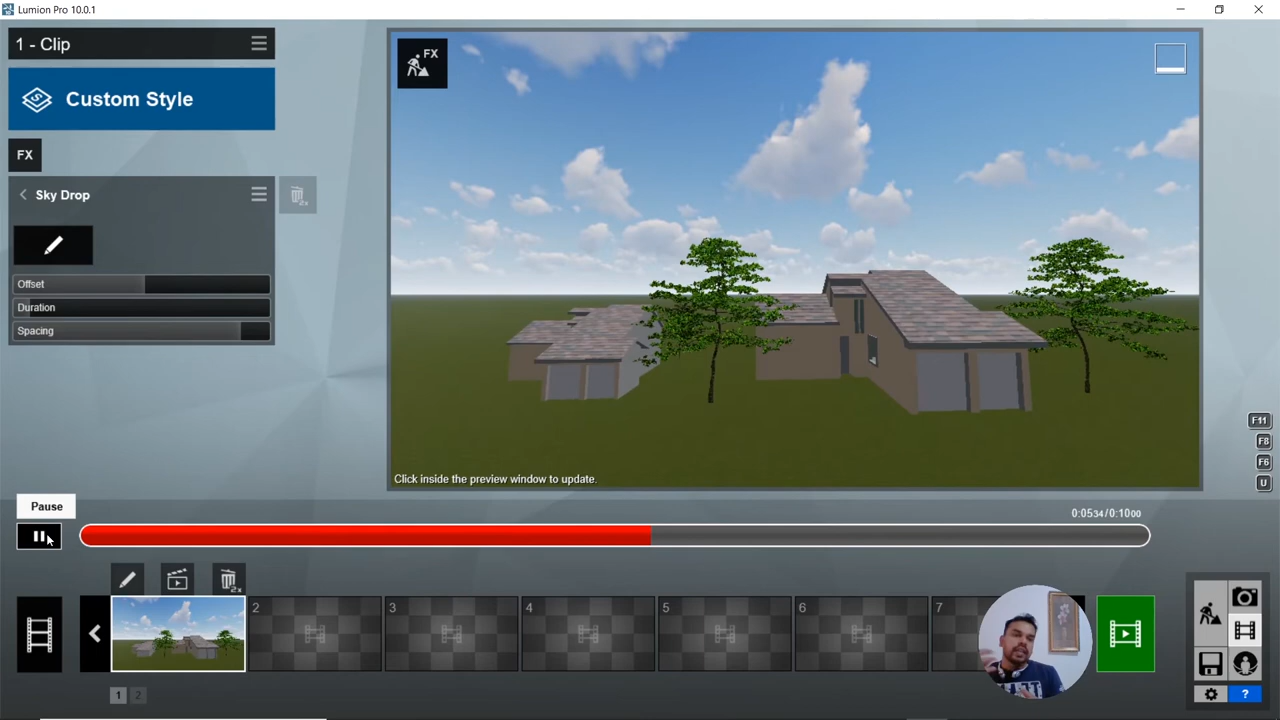 Lumion Pro 10.0.1
1 - Clip
Custom Style
FX
Sky Drop
Offset
Duration
Spacing
FX
Click inside the preview window to update.
F11
F8
F6
U
Pause
0:0534/0:1000
2
3
4
5
6
7
1
2
?